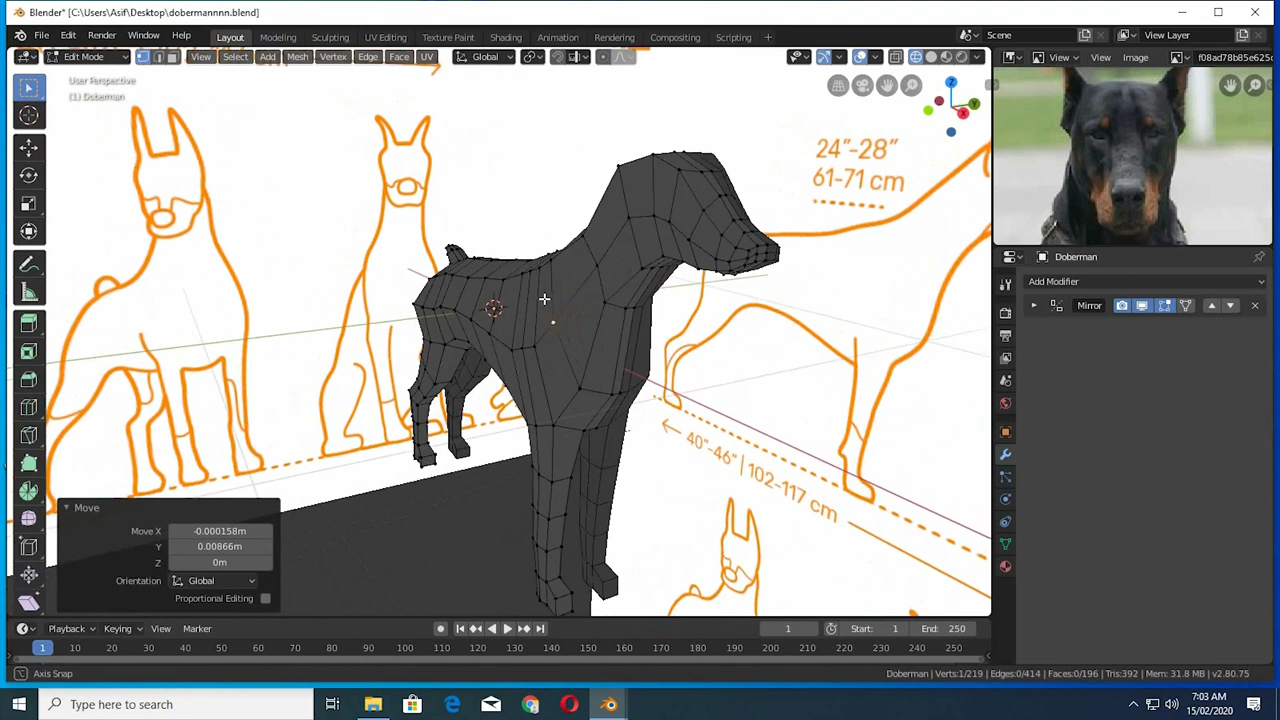 Blender* [C:\Users\Asif\Desktop\dobermannnn.blend]
File Edit Render Window Help Layout Modeling Sculpting UV Editing Texture Paint Shading Animation Rendering Compositing Scripting Scene View Layer
Edit Mode View Select Add Mesh Vertex Edge Face UV Global View View Image f08ad78b85e625c
User Perspective
(1) Doberman
Z
Y
X
24"-28"
61-71 cm
Doberman
Add Modifier
Mirror
40"-46" | 102-117 cm
Move
Move X -0.000158m
Y 0.00866m
Z 0m
Orientation Global
Proportional Editing
Playback Keying View Marker 1 Start: 1 End: 250
1 10 20 30 40 50 60 70 80 90 100 110 120 130 140 150 160 170 180 190 200 210 220 230 240 250
Axis Snap Doberman | Verts:1/219 | Edges:0/414 | Faces:0/196 | Tris:392 | Mem: 31.8 MB | v2.80.75
Type here to search
7:03 AM
15/02/2020